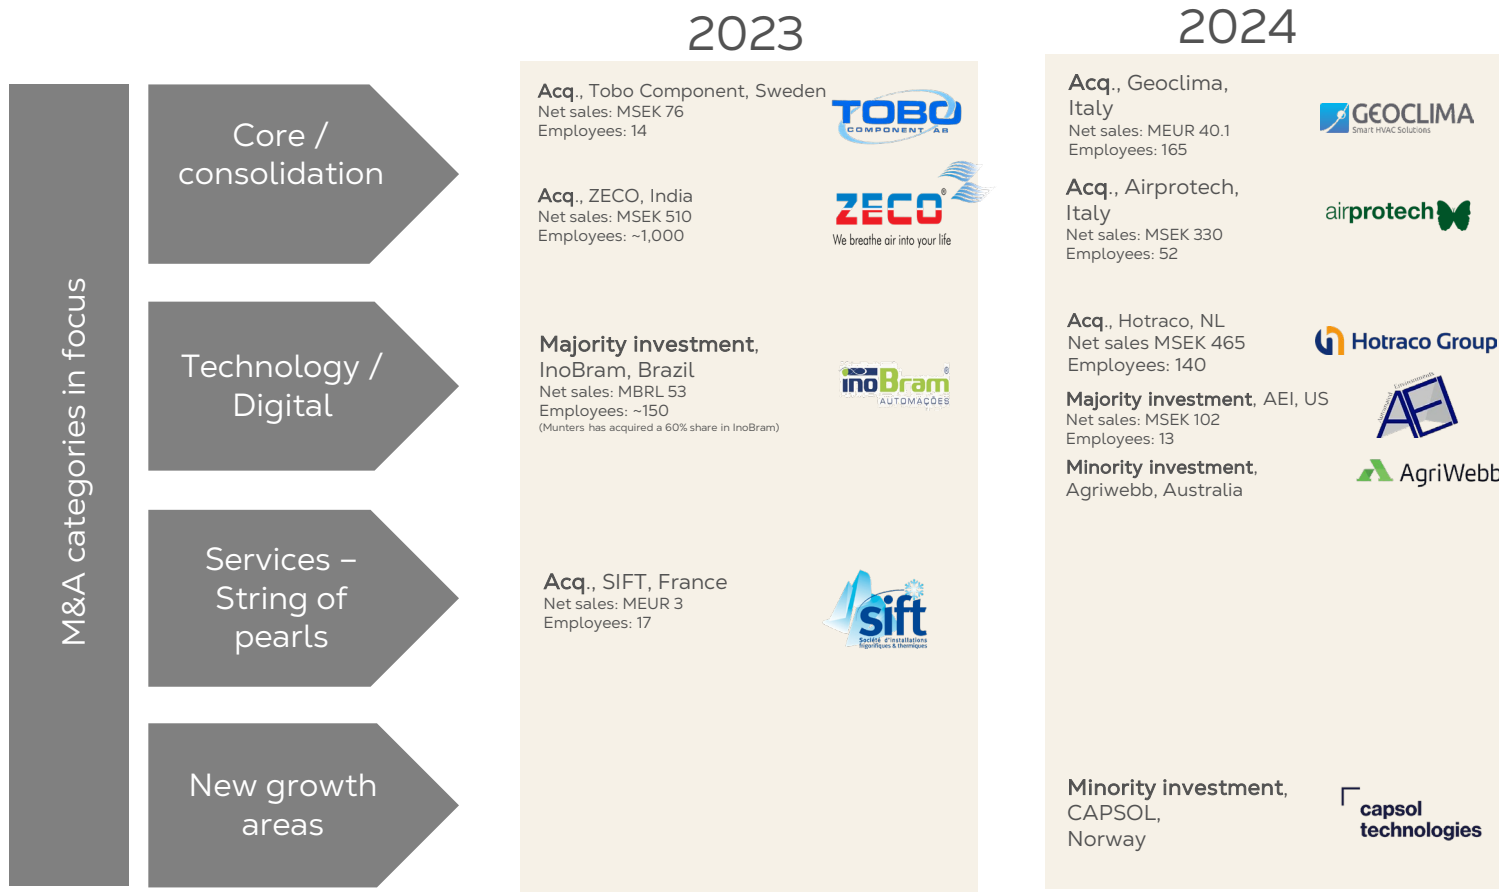 2023
2024
M&A categories in focus
Core /
consolidation
Acq., Tobo Component, Sweden
Net sales: MSEK 76
Employees: 14
TOBO
COMPONENT AB
Acq., ZECO, India
Net sales: MSEK 510
Employees: ~1,000
ZECO®
We breathe air into your life
Acq., Geoclima,
Italy
Net sales: MEUR 40.1
Employees: 165
GEOCLIMA
Smart HVAC Solutions
Acq., Airprotech,
Italy
Net sales: MSEK 330
Employees: 52
airprotech
Technology /
Digital
Majority investment,
InoBram, Brazil
Net sales: MBRL 53
Employees: ~150
(Munters has acquired a 60% share in InoBram)
inoBram®
AUTOMAÇÕES
Acq., Hotraco, NL
Net sales MSEK 465
Employees: 140
Hotraco Group
Majority investment, AEI, US
Net sales: MSEK 102
Employees: 13
AEI
Environments
Minority investment,
Agriwebb, Australia
AgriWebb
Services –
String of
pearls
Acq., SIFT, France
Net sales: MEUR 3
Employees: 17
sift
Société d'installations
frigorifiques & thermiques
New growth
areas
Minority investment,
CAPSOL,
Norway
capsol
technologies